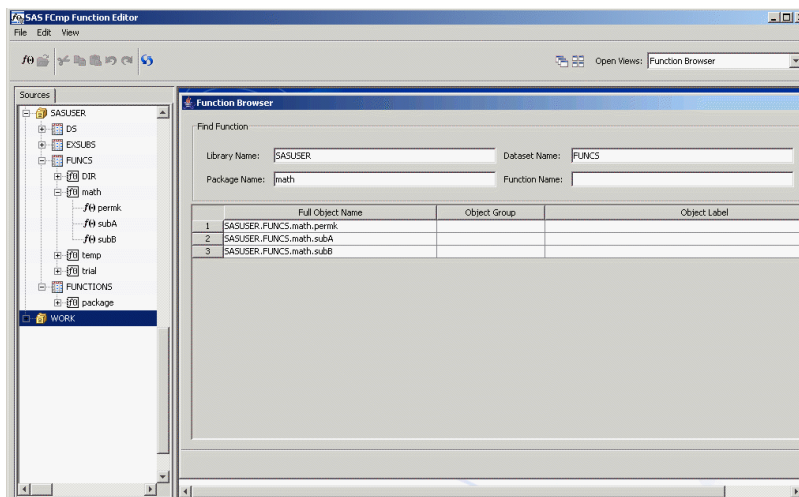 SAS FCmp Function Editor
File Edit View
Open Views: Function Browser
Sources
SASUSER
DS
EXSUBS
FUNCS
DIR
math
permk
subA
subB
temp
trial
FUNCTIONS
package
WORK
Function Browser
Find Function
Library Name: SASUSER Dataset Name: FUNCS
Package Name: math Function Name:
Full Object Name Object Group Object Label
1 SASUSER.FUNCS.math.permk
2 SASUSER.FUNCS.math.subA
3 SASUSER.FUNCS.math.subB